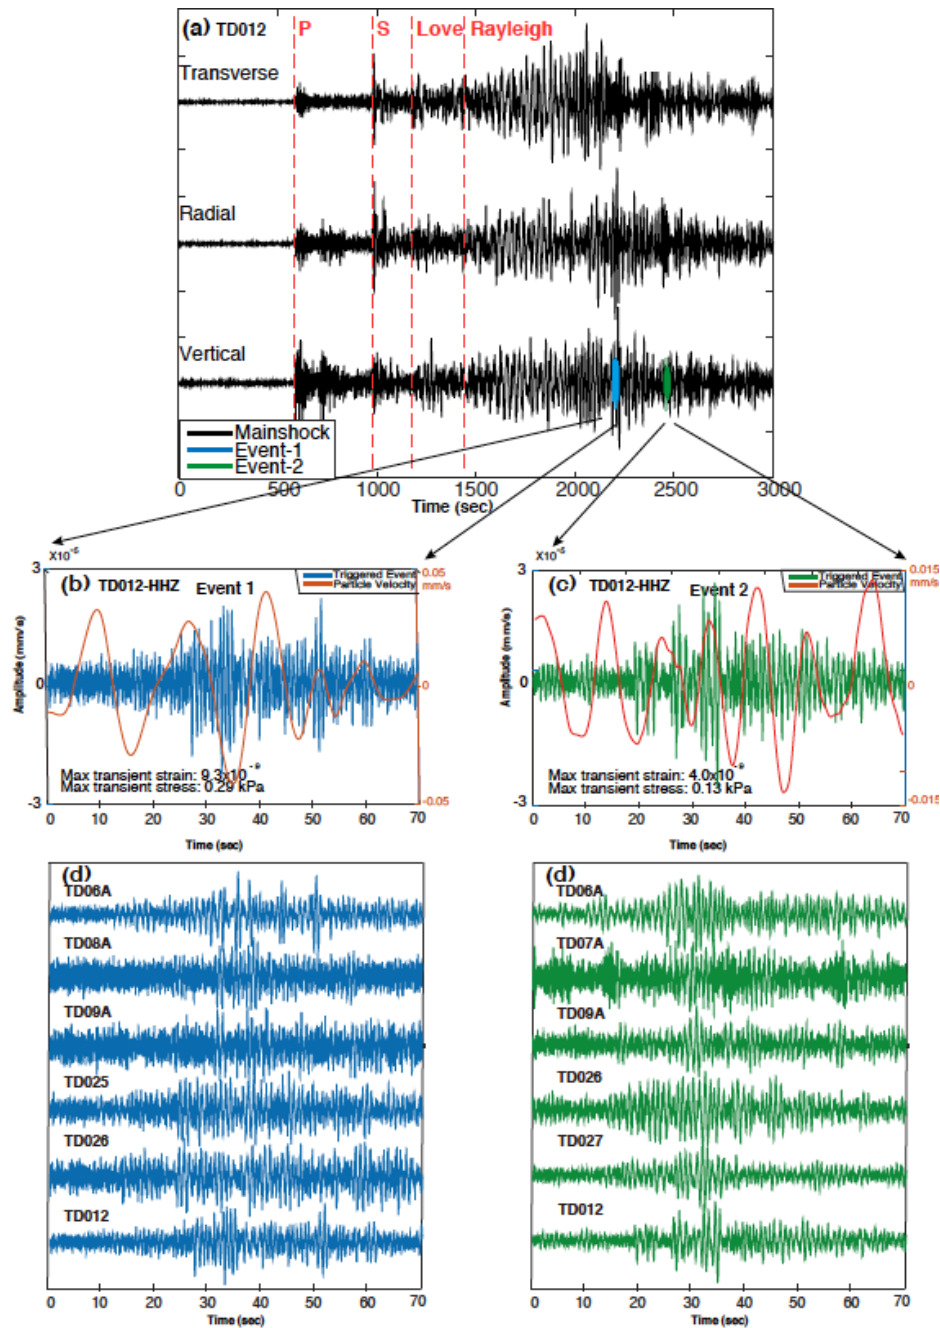 (a) TD012 P S Love Rayleigh
Transverse
Radial
Vertical
Mainshock
Event-1
Event-2
0 500 1000 1500 2000 2500 3000
Time (sec)
X10⁻⁵
3
(b) TD012-HHZ Event 1
Triggered Event
Particle Velocity
0.05
mm/s
Amplitude (mm/s)
0
0
Max transient strain: 9.3x10⁻⁹
Max transient stress: 0.29 kPa
-3
-0.05
0 10 20 30 40 50 60 70
Time (sec)
X10⁻⁵
3
(c) TD012-HHZ Event 2
Triggered Event
Particle Velocity
0.015
mm/s
Amplitude (mm/s)
0
0
Max transient strain: 4.0x10⁻⁹
Max transient stress: 0.13 kPa
-3
-0.015
0 10 20 30 40 50 60 70
Time (sec)
(d)
TD06A
TD08A
TD09A
TD025
TD026
TD012
0 10 20 30 40 50 60 70
Time (sec)
(d)
TD06A
TD07A
TD09A
TD026
TD027
TD012
0 10 20 30 40 50 60 70
Time (sec)